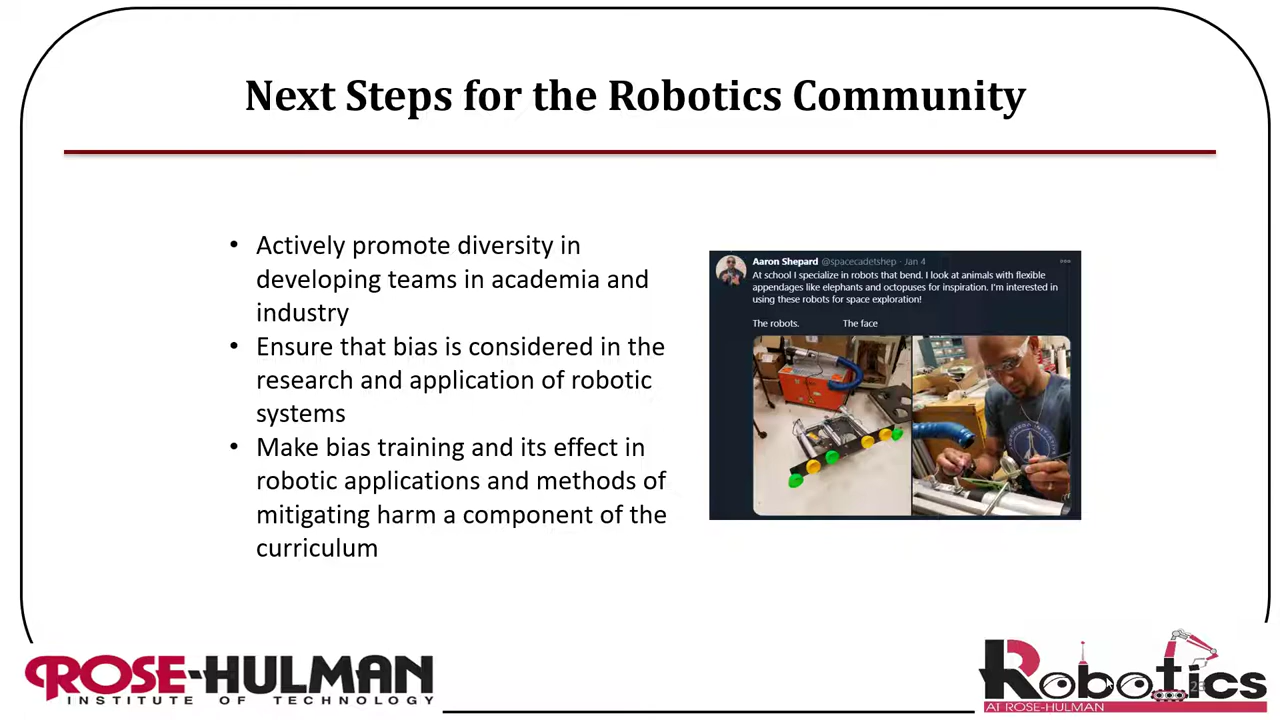 Next Steps for the Robotics Community
• Actively promote diversity in
developing teams in academia and
industry
• Ensure that bias is considered in the
research and application of robotic
systems
• Make bias training and its effect in
robotic applications and methods of
mitigating harm a component of the
curriculum
Aaron Shepard @spacecadetshep · Jan 4
At school I specialize in robots that bend. I look at animals with flexible
appendages like elephants and octopuses for inspiration. I'm interested in
using these robots for space exploration!
The robots. The face
ROSE-HULMAN
INSTITUTE OF TECHNOLOGY
Robotics
AT ROSE-HULMAN